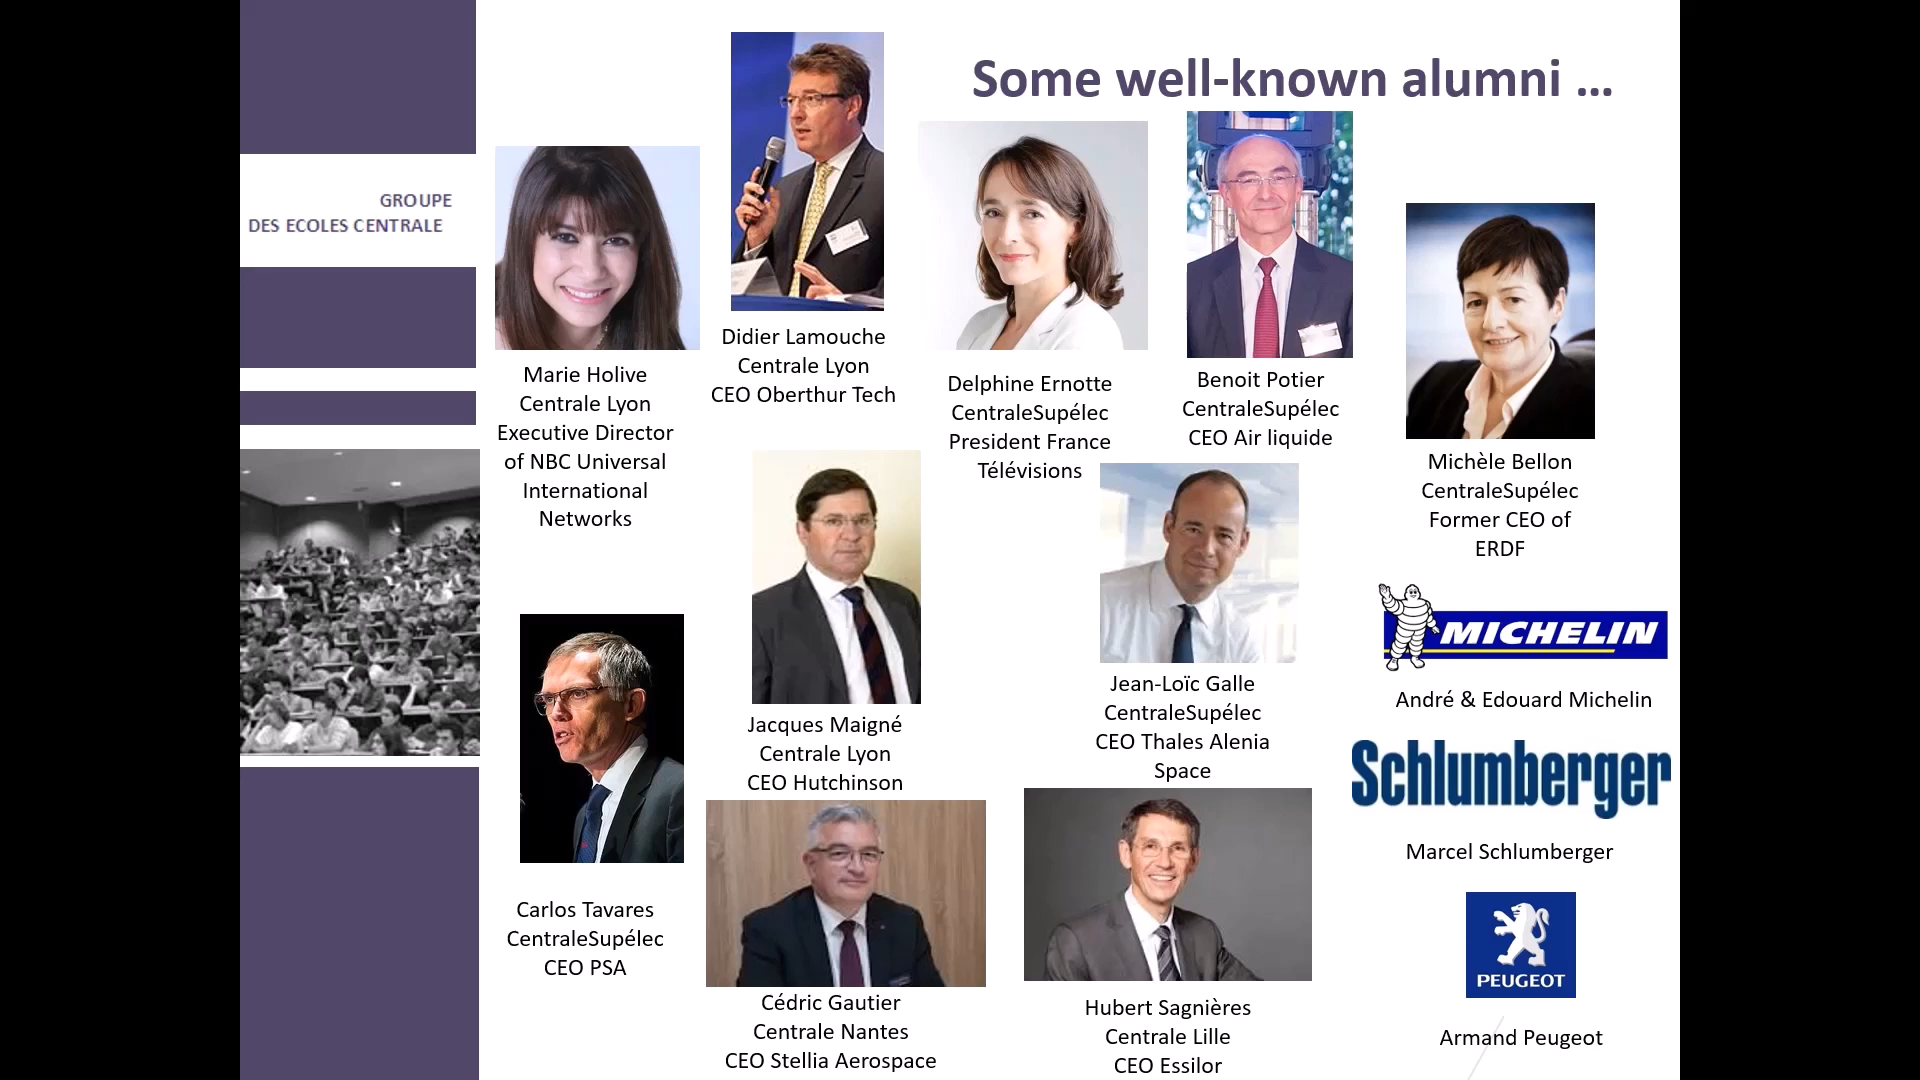 Some well-known alumni ...
GROUPE
DES ECOLES CENTRALE
Marie Holive
Centrale Lyon
Executive Director
of NBC Universal
International
Networks
Didier Lamouche
Centrale Lyon
CEO Oberthur Tech
Delphine Ernotte
CentraleSupélec
President France
Télévisions
Benoit Potier
CentraleSupélec
CEO Air liquide
Michèle Bellon
CentraleSupélec
Former CEO of
ERDF
Jacques Maigné
Centrale Lyon
CEO Hutchinson
Jean-Loïc Galle
CentraleSupélec
CEO Thales Alenia
Space
MICHELIN
André & Edouard Michelin
Schlumberger
Marcel Schlumberger
PEUGEOT
Armand Peugeot
Carlos Tavares
CentraleSupélec
CEO PSA
Cédric Gautier
Centrale Nantes
CEO Stellia Aerospace
Hubert Sagnières
Centrale Lille
CEO Essilor